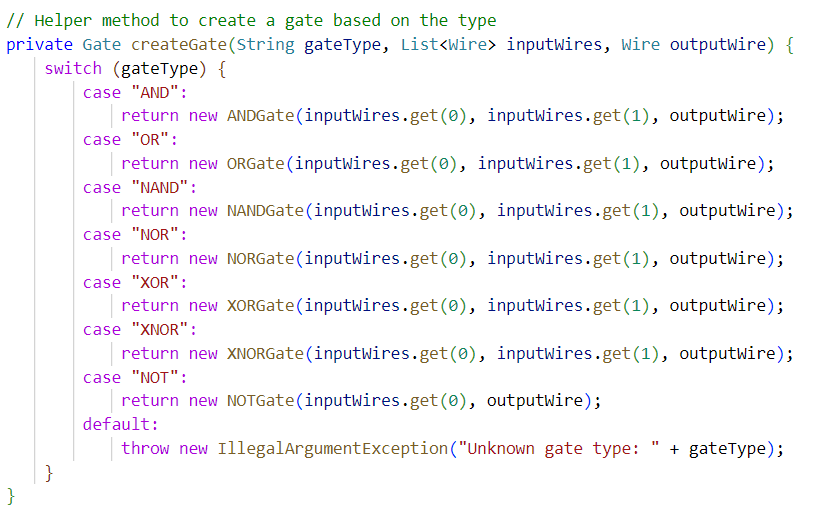 // Helper method to create a gate based on the type
private Gate createGate(String gateType, List<Wire> inputWires, Wire outputWire) {
    switch (gateType) {
        case "AND":
            return new ANDGate(inputWires.get(0), inputWires.get(1), outputWire);
        case "OR":
            return new ORGate(inputWires.get(0), inputWires.get(1), outputWire);
        case "NAND":
            return new NANDGate(inputWires.get(0), inputWires.get(1), outputWire);
        case "NOR":
            return new NORGate(inputWires.get(0), inputWires.get(1), outputWire);
        case "XOR":
            return new XORGate(inputWires.get(0), inputWires.get(1), outputWire);
        case "XNOR":
            return new XNORGate(inputWires.get(0), inputWires.get(1), outputWire);
        case "NOT":
            return new NOTGate(inputWires.get(0), outputWire);
        default:
            throw new IllegalArgumentException("Unknown gate type: " + gateType);
    }
}